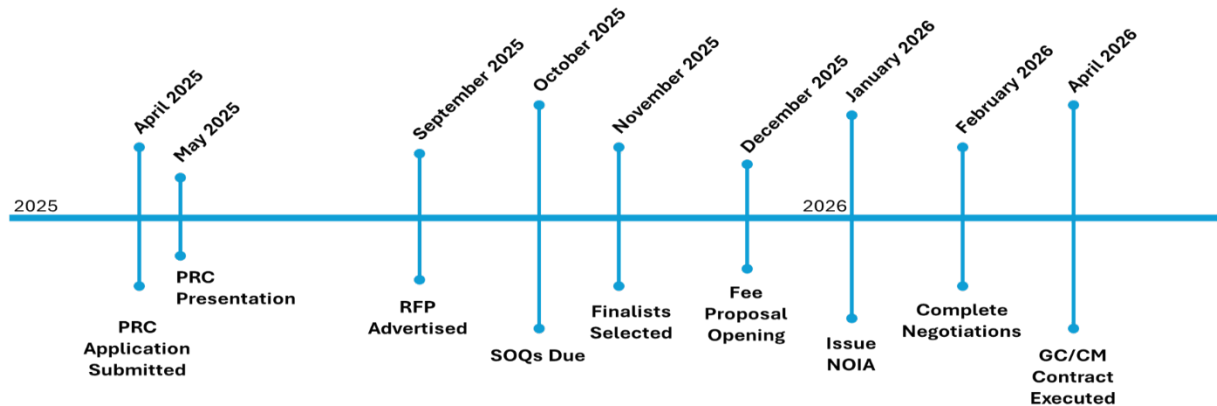 April 2025
May 2025
September 2025
October 2025
November 2025
December 2025
January 2026
February 2026
April 2026
2025
2026
PRC
Application
Submitted
PRC
Presentation
RFP
Advertised
SOQs Due
Finalists
Selected
Fee
Proposal
Opening
Issue
NOIA
Complete
Negotiations
GC/CM
Contract
Executed